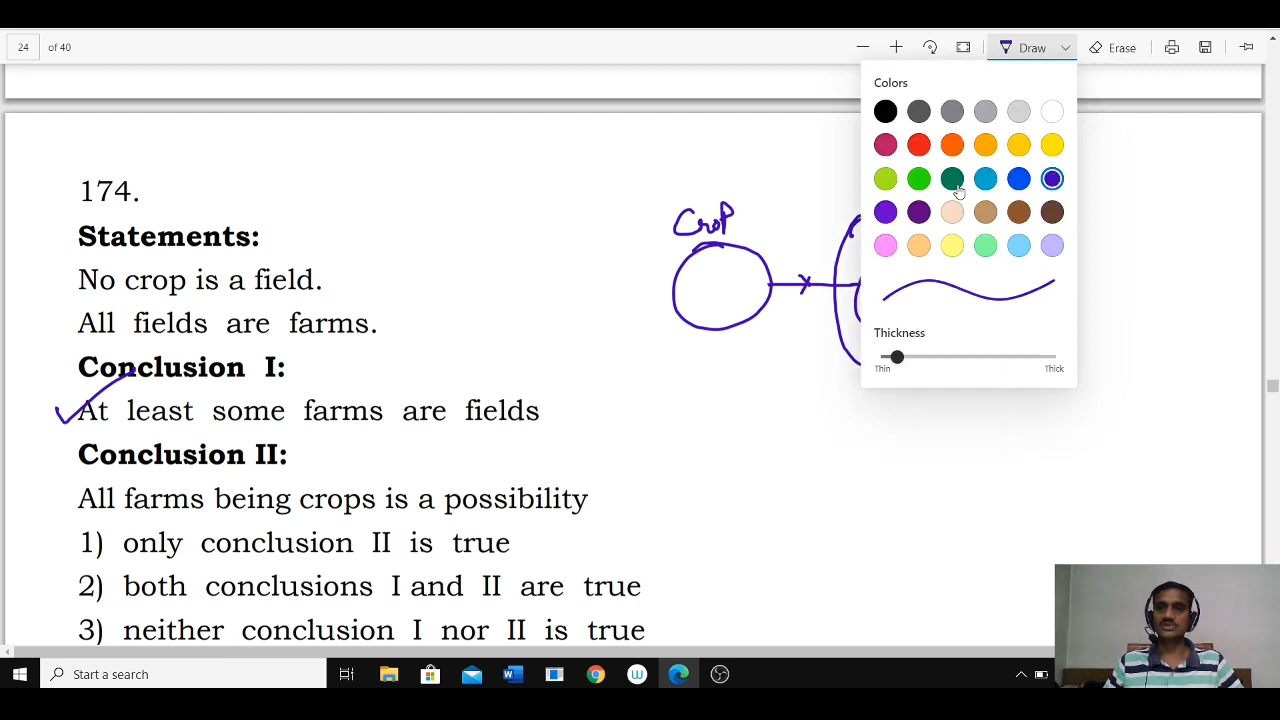 24 of 40
Draw
Erase
Colors
Thickness
Thin Thick
174.
Statements:
No crop is a field.
All fields are farms.
Conclusion I:
At least some farms are fields
Conclusion II:
All farms being crops is a possibility
1) only conclusion II is true
2) both conclusions I and II are true
3) neither conclusion I nor II is true
Crop
Start a search